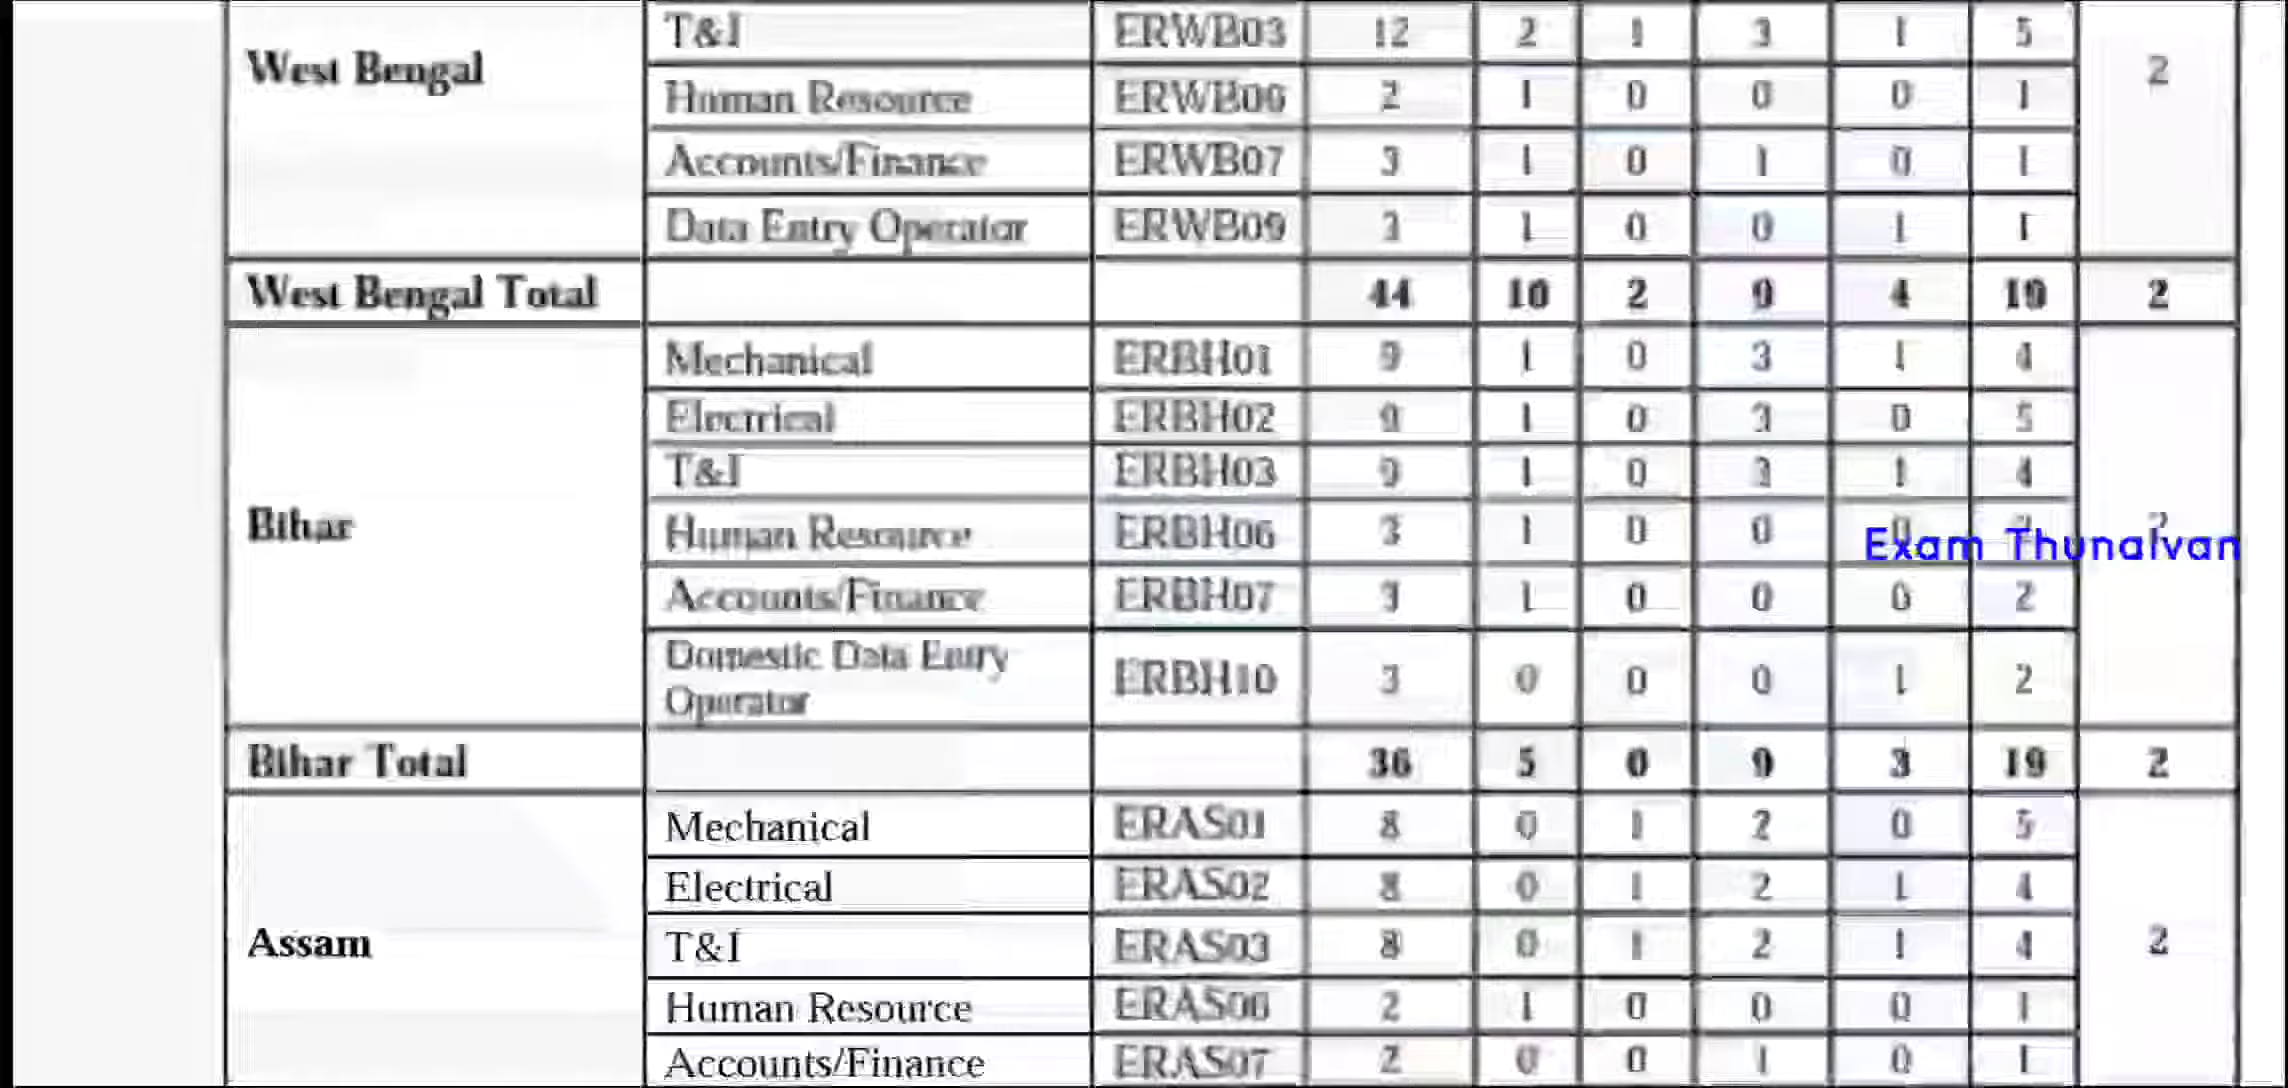 West Bengal
T&I ERWB03 12 2 1 3 1 5 2
Human Resource ERWB06 2 1 0 0 0 1
Accounts/Finance ERWB07 3 1 0 1 0 1
Data Entry Operator ERWB09 3 1 0 0 1 1
West Bengal Total 44 10 2 9 4 19 2
Bihar
Mechanical ERBH01 9 1 0 3 1 4
Electrical ERBH02 9 1 0 3 0 5
T&I ERBH03 9 1 0 3 1 4
Human Resource ERBH06 3 1 0 0
Exam Thunaivan
Accounts/Finance ERBH07 3 1 0 0 0 2
Domestic Data Entry
Operator ERBH10 3 0 0 0 1 2
Bihar Total 36 5 0 9 3 19 2
Assam
Mechanical ERAS01 8 0 1 2 0 5 2
Electrical ERAS02 8 0 1 2 1 4
T&I ERAS03 8 0 1 2 1 4
Human Resource ERAS06 2 1 0 0 0 1
Accounts/Finance ERAS07 2 0 0 1 0 1